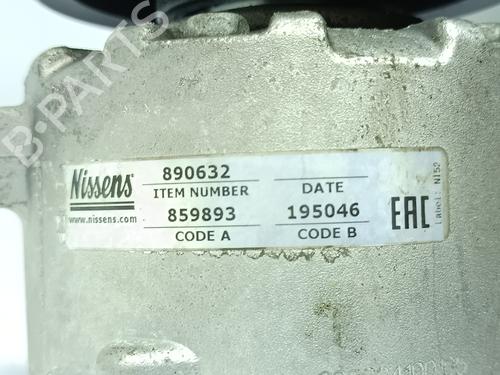 B-PARTS
Nissens
www.nissens.com
890632
ITEM NUMBER
DATE
859893
195046
CODE A
CODE B
EAC
Label: NI52